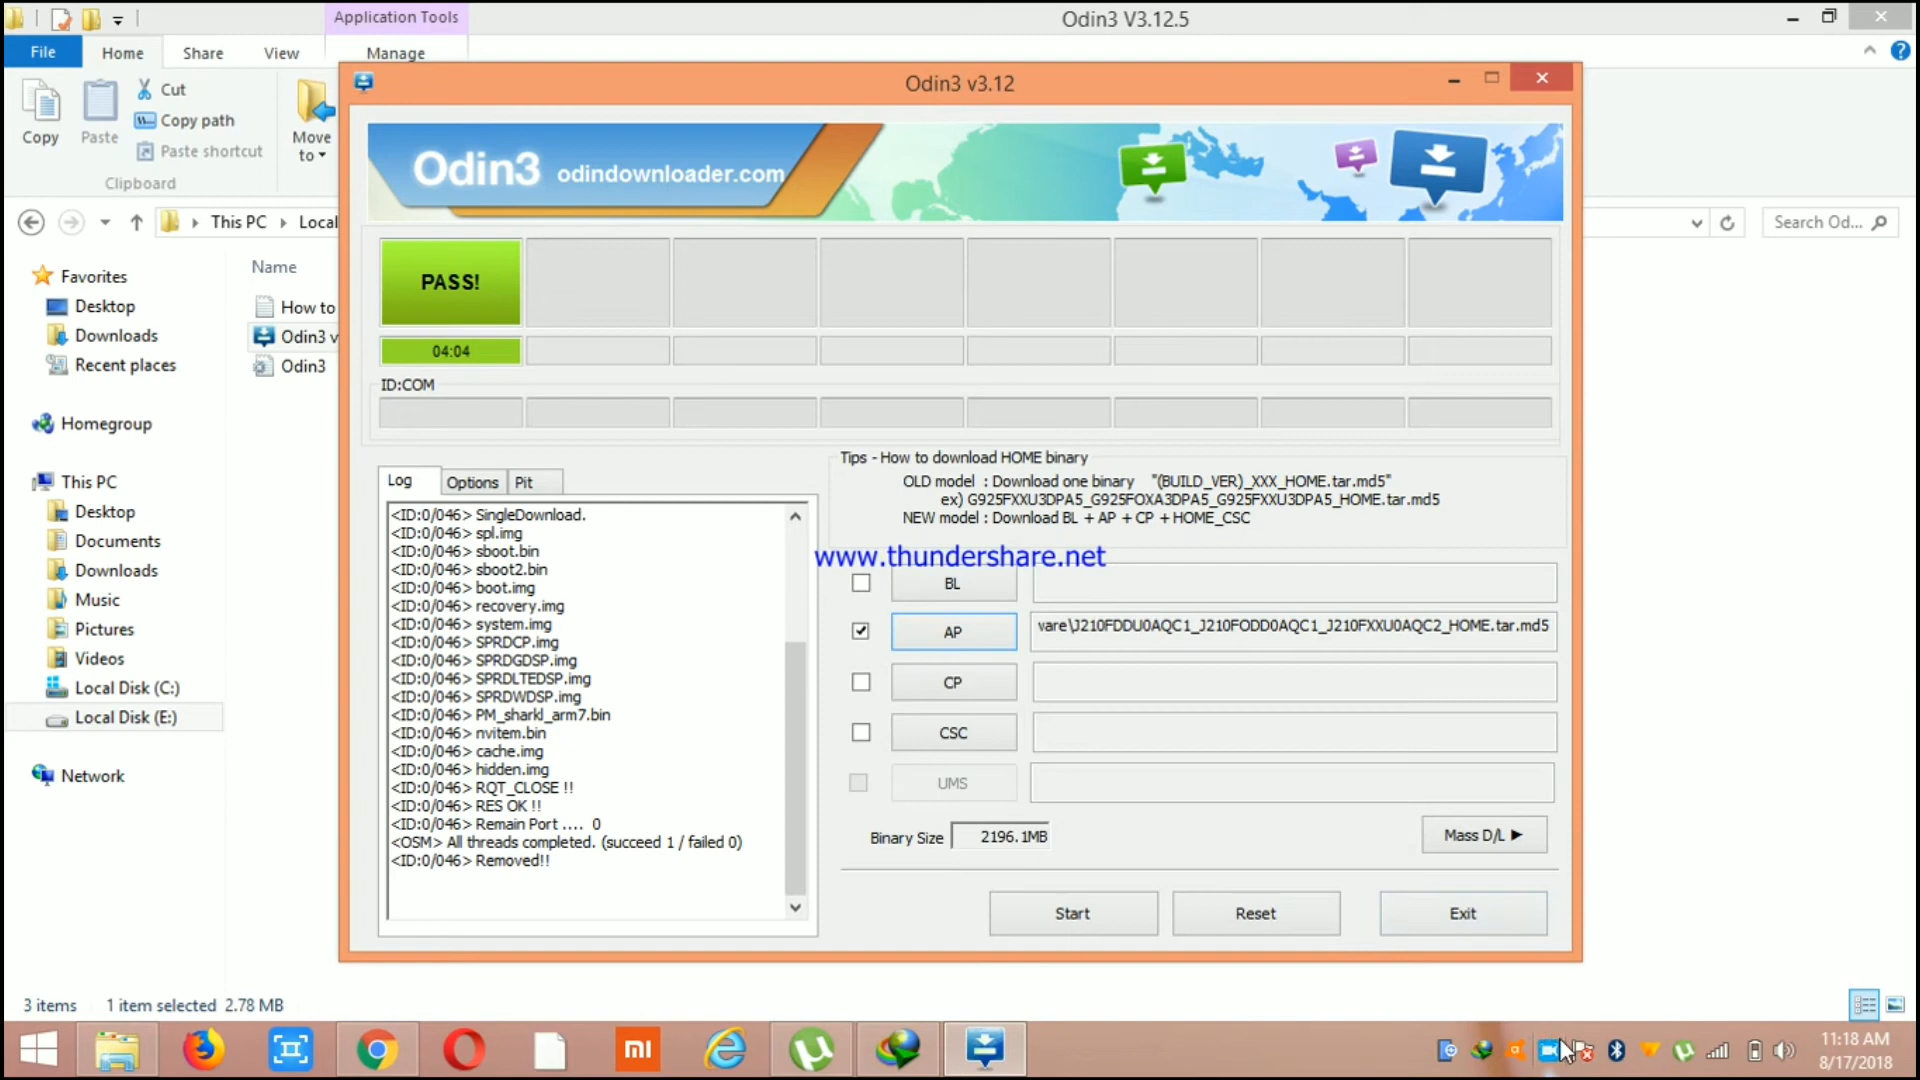 Application Tools
Odin3 V3.12.5
File
Home
Share
View
Manage
Copy
Paste
Cut
Copy path
Paste shortcut
Move to
Clipboard
This PC
Local
Search Od...
Name
How to
Odin3 v
Odin3
Favorites
Desktop
Downloads
Recent places
Homegroup
This PC
Desktop
Documents
Downloads
Music
Pictures
Videos
Local Disk (C:)
Local Disk (E:)
Network
Odin3 v3.12
Odin3 odindownloader.com
PASS!
04:04
ID:COM
Log
Options
Pit
<ID:0/046> SingleDownload.
<ID:0/046> spl.img
<ID:0/046> sboot.bin
<ID:0/046> sboot2.bin
<ID:0/046> boot.img
<ID:0/046> recovery.img
<ID:0/046> system.img
<ID:0/046> SPRDCP.img
<ID:0/046> SPRDGDSP.img
<ID:0/046> SPRDLTEDSP.img
<ID:0/046> SPRDWDSP.img
<ID:0/046> PM_sharkl_arm7.bin
<ID:0/046> nvitem.bin
<ID:0/046> cache.img
<ID:0/046> hidden.img
<ID:0/046> RQT_CLOSE !!
<ID:0/046> RES OK !!
<ID:0/046> Remain Port .... 0
<OSM> All threads completed. (succeed 1 / failed 0)
<ID:0/046> Removed!!
Tips - How to download HOME binary
OLD model : Download one binary "(BUILD_VER)_XXX_HOME.tar.md5"
ex) G925FXXU3DPA5_G925FOXA3DPA5_G925FXXU3DPA5_HOME.tar.md5
NEW model : Download BL + AP + CP + HOME_CSC
www.thundershare.net
BL
AP
vare\J210FDDU0AQC1_J210FODD0AQC1_J210FXXU0AQC2_HOME.tar.md5
CP
CSC
UMS
Binary Size 2196.1MB
Mass D/L
Start
Reset
Exit
3 items
1 item selected 2.78 MB
11:18 AM
8/17/2018